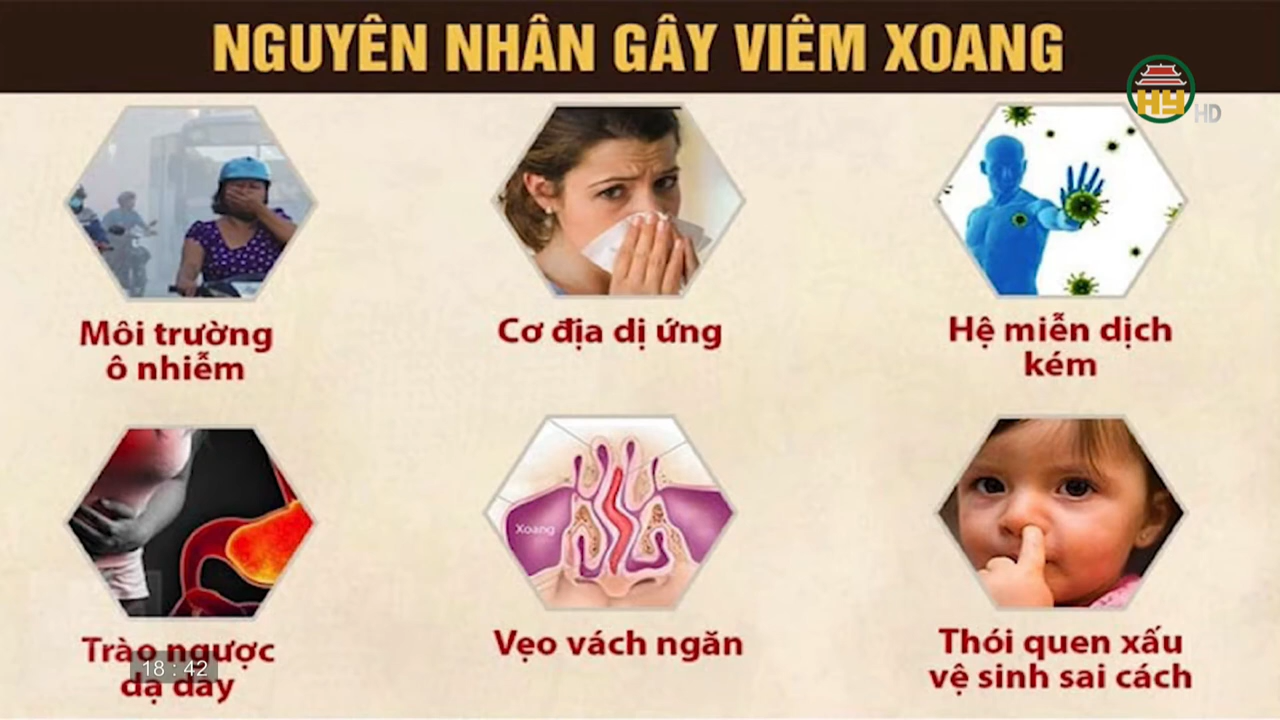 NGUYÊN NHÂN GÂY VIÊM XOANG
HY HD
Môi trường
ô nhiễm
Cơ địa dị ứng
Hệ miễn dịch
kém
Xoang
Trào ngược
dạ dày
18 : 42
Vẹo vách ngăn
Thói quen xấu
vệ sinh sai cách